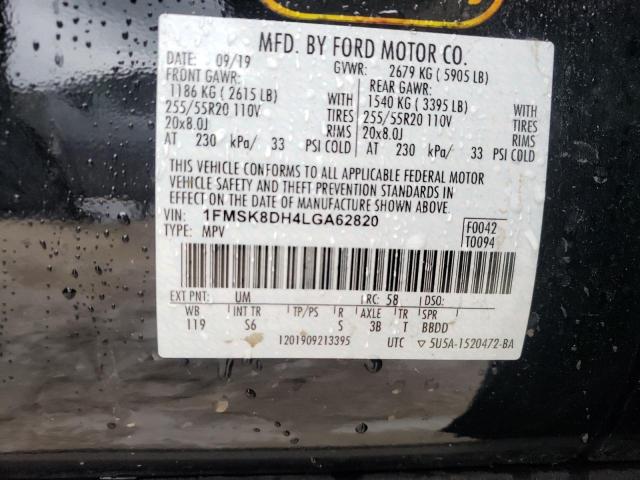 MFD. BY FORD MOTOR CO.
DATE: 09/19 GVWR: 2679 KG ( 5905 LB)
FRONT GAWR: REAR GAWR:
1186 KG ( 2615 LB) WITH 1540 KG ( 3395 LB) WITH
255/55R20 110V TIRES 255/55R20 110V TIRES
20x8.0J RIMS 20x8.0J RIMS
AT 230 kPa/ 33 PSI COLD AT 230 kPa/ 33 PSI COLD
THIS VEHICLE CONFORMS TO ALL APPLICABLE FEDERAL MOTOR
VEHICLE SAFETY AND THEFT PREVENTION STANDARDS IN
EFFECT ON THE DATE OF MANUFACTURE SHOWN ABOVE.
VIN: 1FMSK8DH4LGA62820 F0042
TYPE: MPV T0094
EXT PNT: UM RC: 58 DSO:
WB INT TR TP/PS R AXLE TR SPR
119 S6 S 3B T BBDD
1201909213395 UTC ▽ 5U5A-1520472-BA